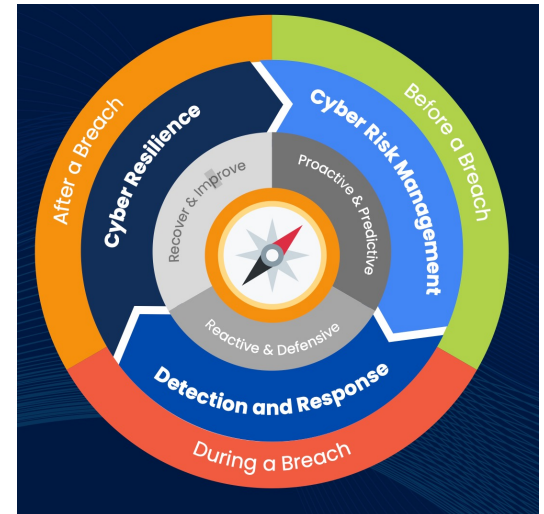 Before a Breach
Cyber Risk Management
Proactive & Predictive
During a Breach
Detection and Response
Reactive & Defensive
After a Breach
Cyber Resilience
Recover & Improve